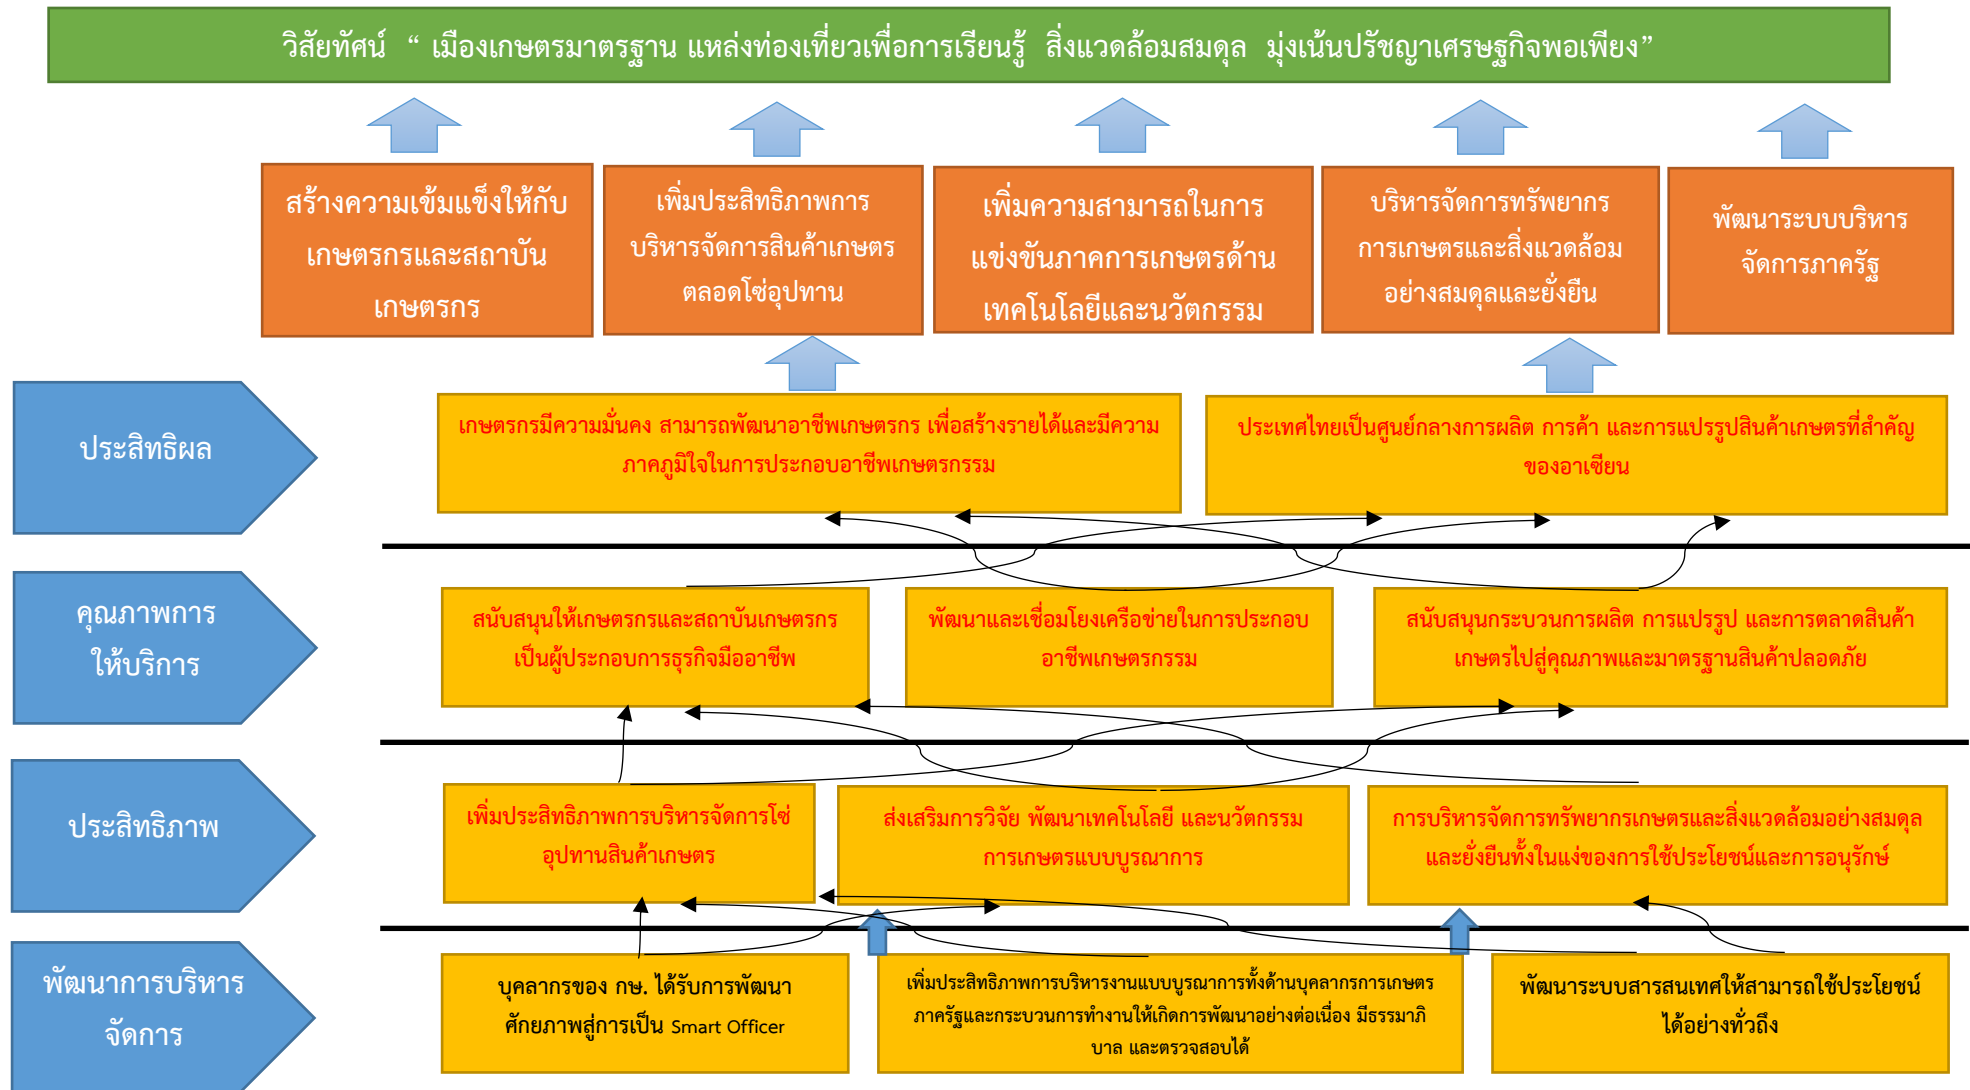 วิสัยทัศน์ “ เมืองเกษตรมาตรฐาน แหล่งท่องเที่ยวเพื่อการเรียนรู้ สิ่งแวดล้อมสมดุล มุ่งเน้นปรัชญาเศรษฐกิจพอเพียง”
สร้างความเข้มแข็งให้กับ
เกษตรกรและสถาบัน
เกษตรกร
เพิ่มประสิทธิภาพการ
บริหารจัดการสินค้าเกษตร
ตลอดโซ่อุปทาน
เพิ่มความสามารถในการ
แข่งขันภาคการเกษตรด้าน
เทคโนโลยีและนวัตกรรม
บริหารจัดการทรัพยากร
การเกษตรและสิ่งแวดล้อม
อย่างสมดุลและยั่งยืน
พัฒนาระบบบริหาร
จัดการภาครัฐ
ประสิทธิผล
เกษตรกรมีความมั่นคง สามารถพัฒนาอาชีพเกษตรกร เพื่อสร้างรายได้และมีความ
ภาคภูมิใจในการประกอบอาชีพเกษตรกรรม
ประเทศไทยเป็นศูนย์กลางการผลิต การค้า และการแปรรูปสินค้าเกษตรที่สำคัญ
ของอาเซียน
คุณภาพการ
ให้บริการ
สนับสนุนให้เกษตรกรและสถาบันเกษตรกร
เป็นผู้ประกอบการธุรกิจมืออาชีพ
พัฒนาและเชื่อมโยงเครือข่ายในการประกอบ
อาชีพเกษตรกรรม
สนับสนุนกระบวนการผลิต การแปรรูป และการตลาดสินค้า
เกษตรไปสู่คุณภาพและมาตรฐานสินค้าปลอดภัย
ประสิทธิภาพ
เพิ่มประสิทธิภาพการบริหารจัดการโซ่
อุปทานสินค้าเกษตร
ส่งเสริมการวิจัย พัฒนาเทคโนโลยี และนวัตกรรม
การเกษตรแบบบูรณาการ
การบริหารจัดการทรัพยากรเกษตรและสิ่งแวดล้อมอย่างสมดุล
และยั่งยืนทั้งในแง่ของการใช้ประโยชน์และการอนุรักษ์
พัฒนาการบริหาร
จัดการ
บุคลากรของ กษ. ได้รับการพัฒนา
ศักยภาพสู่การเป็น Smart Officer
เพิ่มประสิทธิภาพการบริหารงานแบบบูรณาการทั้งด้านบุคลากรการเกษตร
ภาครัฐและกระบวนการทำงานให้เกิดการพัฒนาอย่างต่อเนื่อง มีธรรมาภิ
บาล และตรวจสอบได้
พัฒนาระบบสารสนเทศให้สามารถใช้ประโยชน์
ได้อย่างทั่วถึง